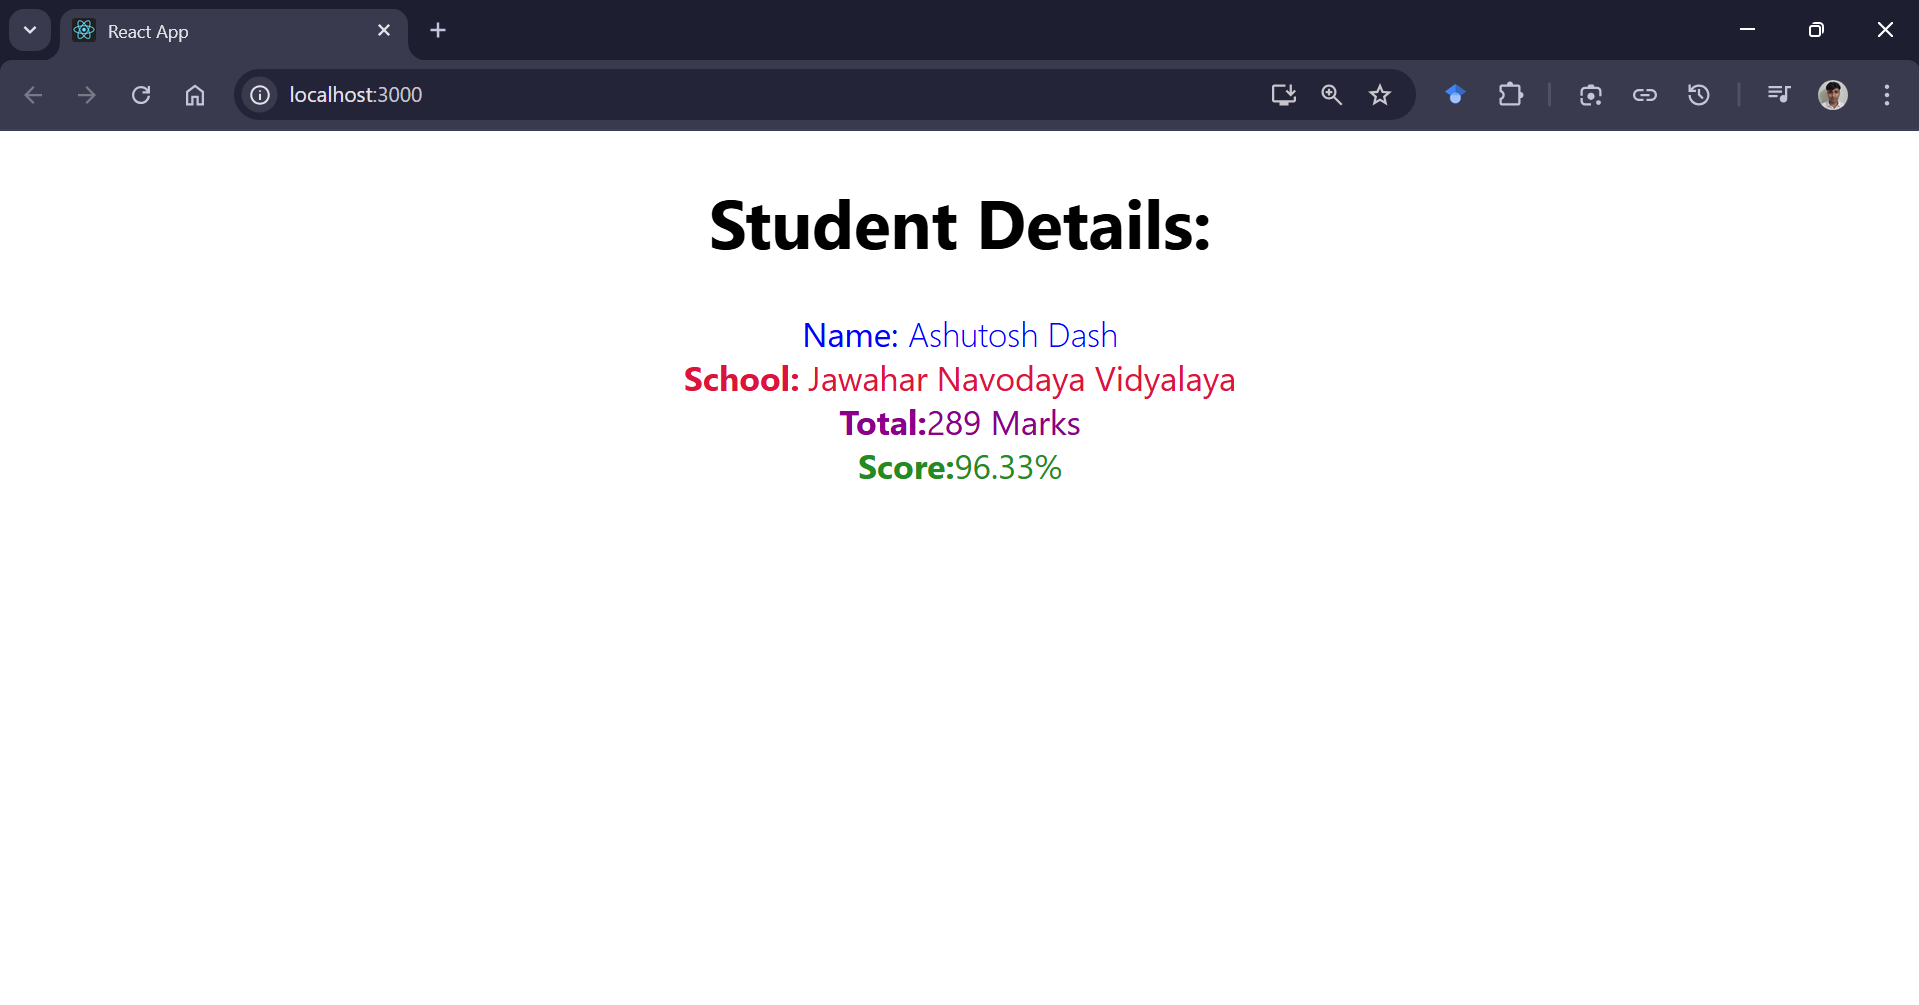 React App
localhost:3000
Student Details:
Name: Ashutosh Dash
School: Jawahar Navodaya Vidyalaya
Total:289 Marks
Score:96.33%